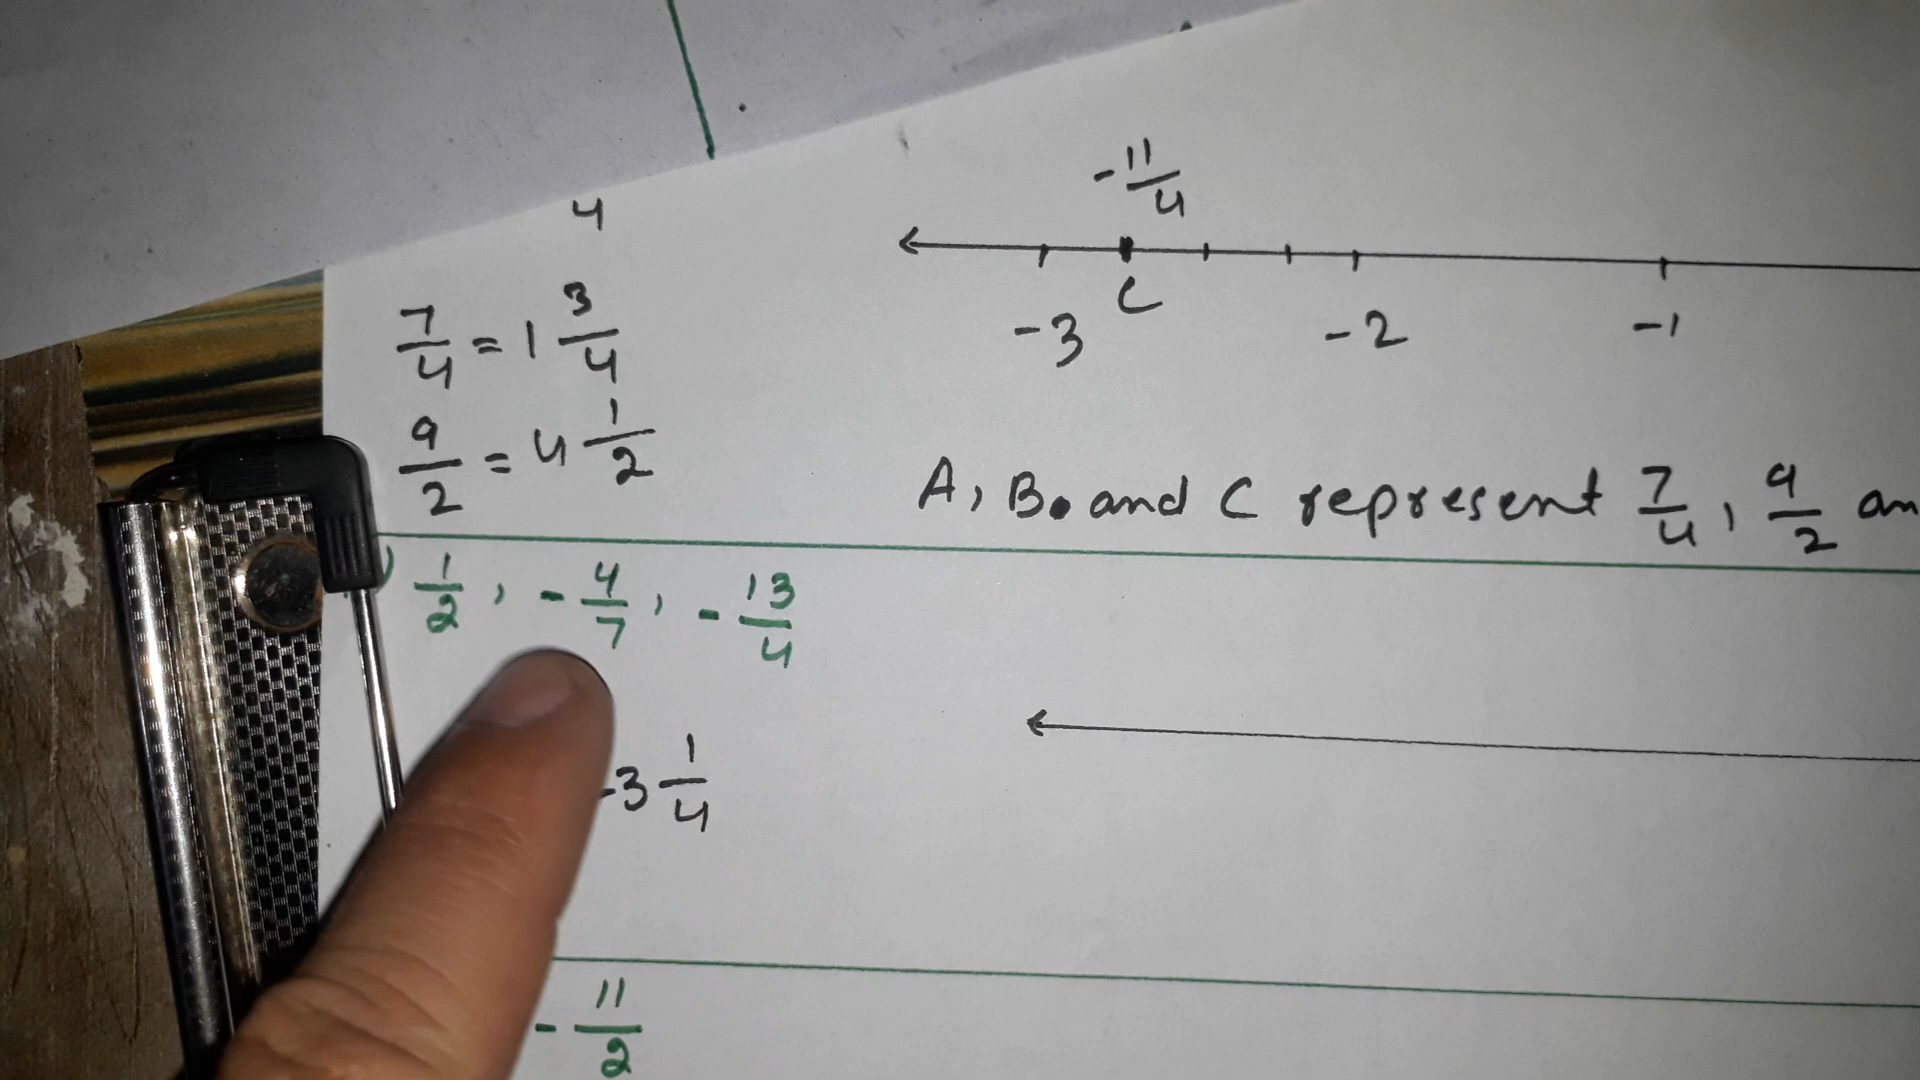 4
-11/4
C
-3 -2 -1
7/4 = 1 3/4
9/2 = 4 1/2
A, B and C represent 7/4, 9/2 an
) 1/2, -4/7, -13/4
-3 1/4
-11/2